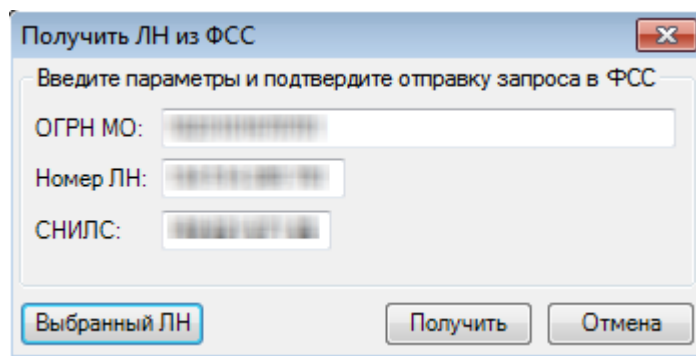 Получить ЛН из ФСС
Введите параметры и подтвердите отправку запроса в ФСС
ОГРН МО:
Номер ЛН:
СНИЛС:
Выбранный ЛН
Получить
Отмена